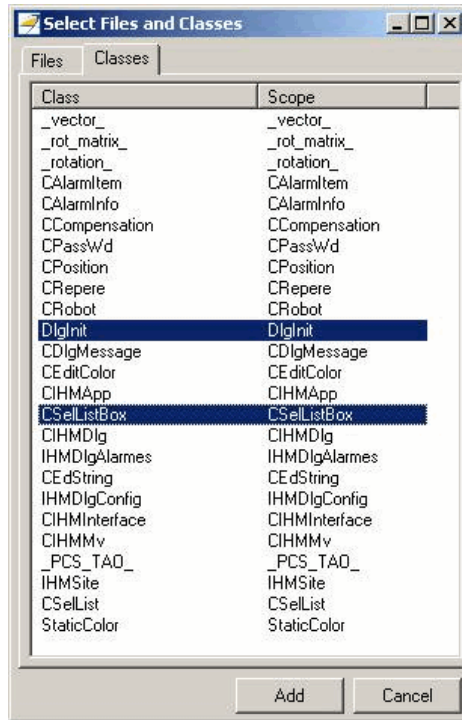 Select Files and Classes
Files Classes
Class Scope
_vector_ _vector_
_rot_matrix_ _rot_matrix_
_rotation_ _rotation_
CAlarmItem CAlarmItem
CAlarmInfo CAlarmInfo
CCompensation CCompensation
CPassWd CPassWd
CPosition CPosition
CRepere CRepere
CRobot CRobot
DlgInit DlgInit
CDlgMessage CDlgMessage
CEditColor CEditColor
CIHMApp CIHMApp
CSelListBox CSelListBox
CIHMDlg CIHMDlg
IHMDlgAlarmes IHMDlgAlarmes
CEdString CEdString
IHMDlgConfig IHMDlgConfig
CIHMInterface CIHMInterface
CIHMMv CIHMMv
_PCS_TAO_ _PCS_TAO_
IHMSite IHMSite
CSelList CSelList
StaticColor StaticColor
Add Cancel